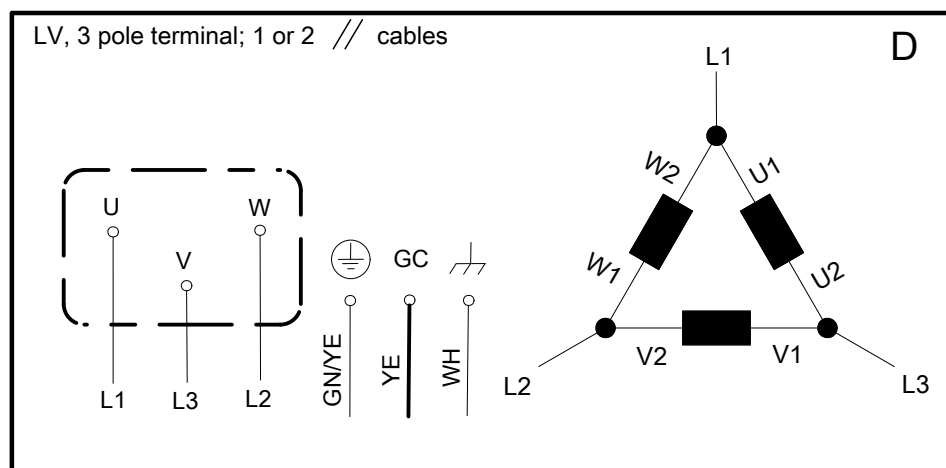 LV, 3 pole terminal; 1 or 2 // cables
D
L1
W2
U1
U
W
V
GC
W1
U2
GN/YE
YE
WH
V2
V1
L1
L3
L2
L2
L3